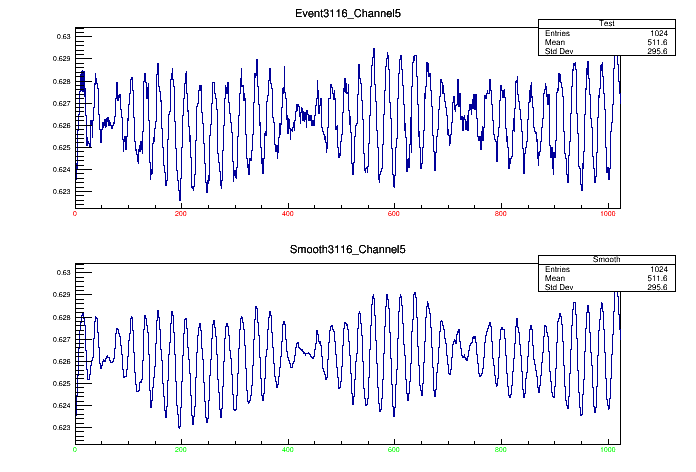 Event3116_Channel5
Test
Entries 1024
Mean 511.6
Std Dev 295.6
0.63
0.629
0.628
0.627
0.626
0.625
0.624
0.623
0 200 400 600 800 1000
Smooth3116_Channel5
Smooth
Entries 1024
Mean 511.6
Std Dev 295.6
0.63
0.629
0.628
0.627
0.626
0.625
0.624
0.623
0 200 400 600 800 1000